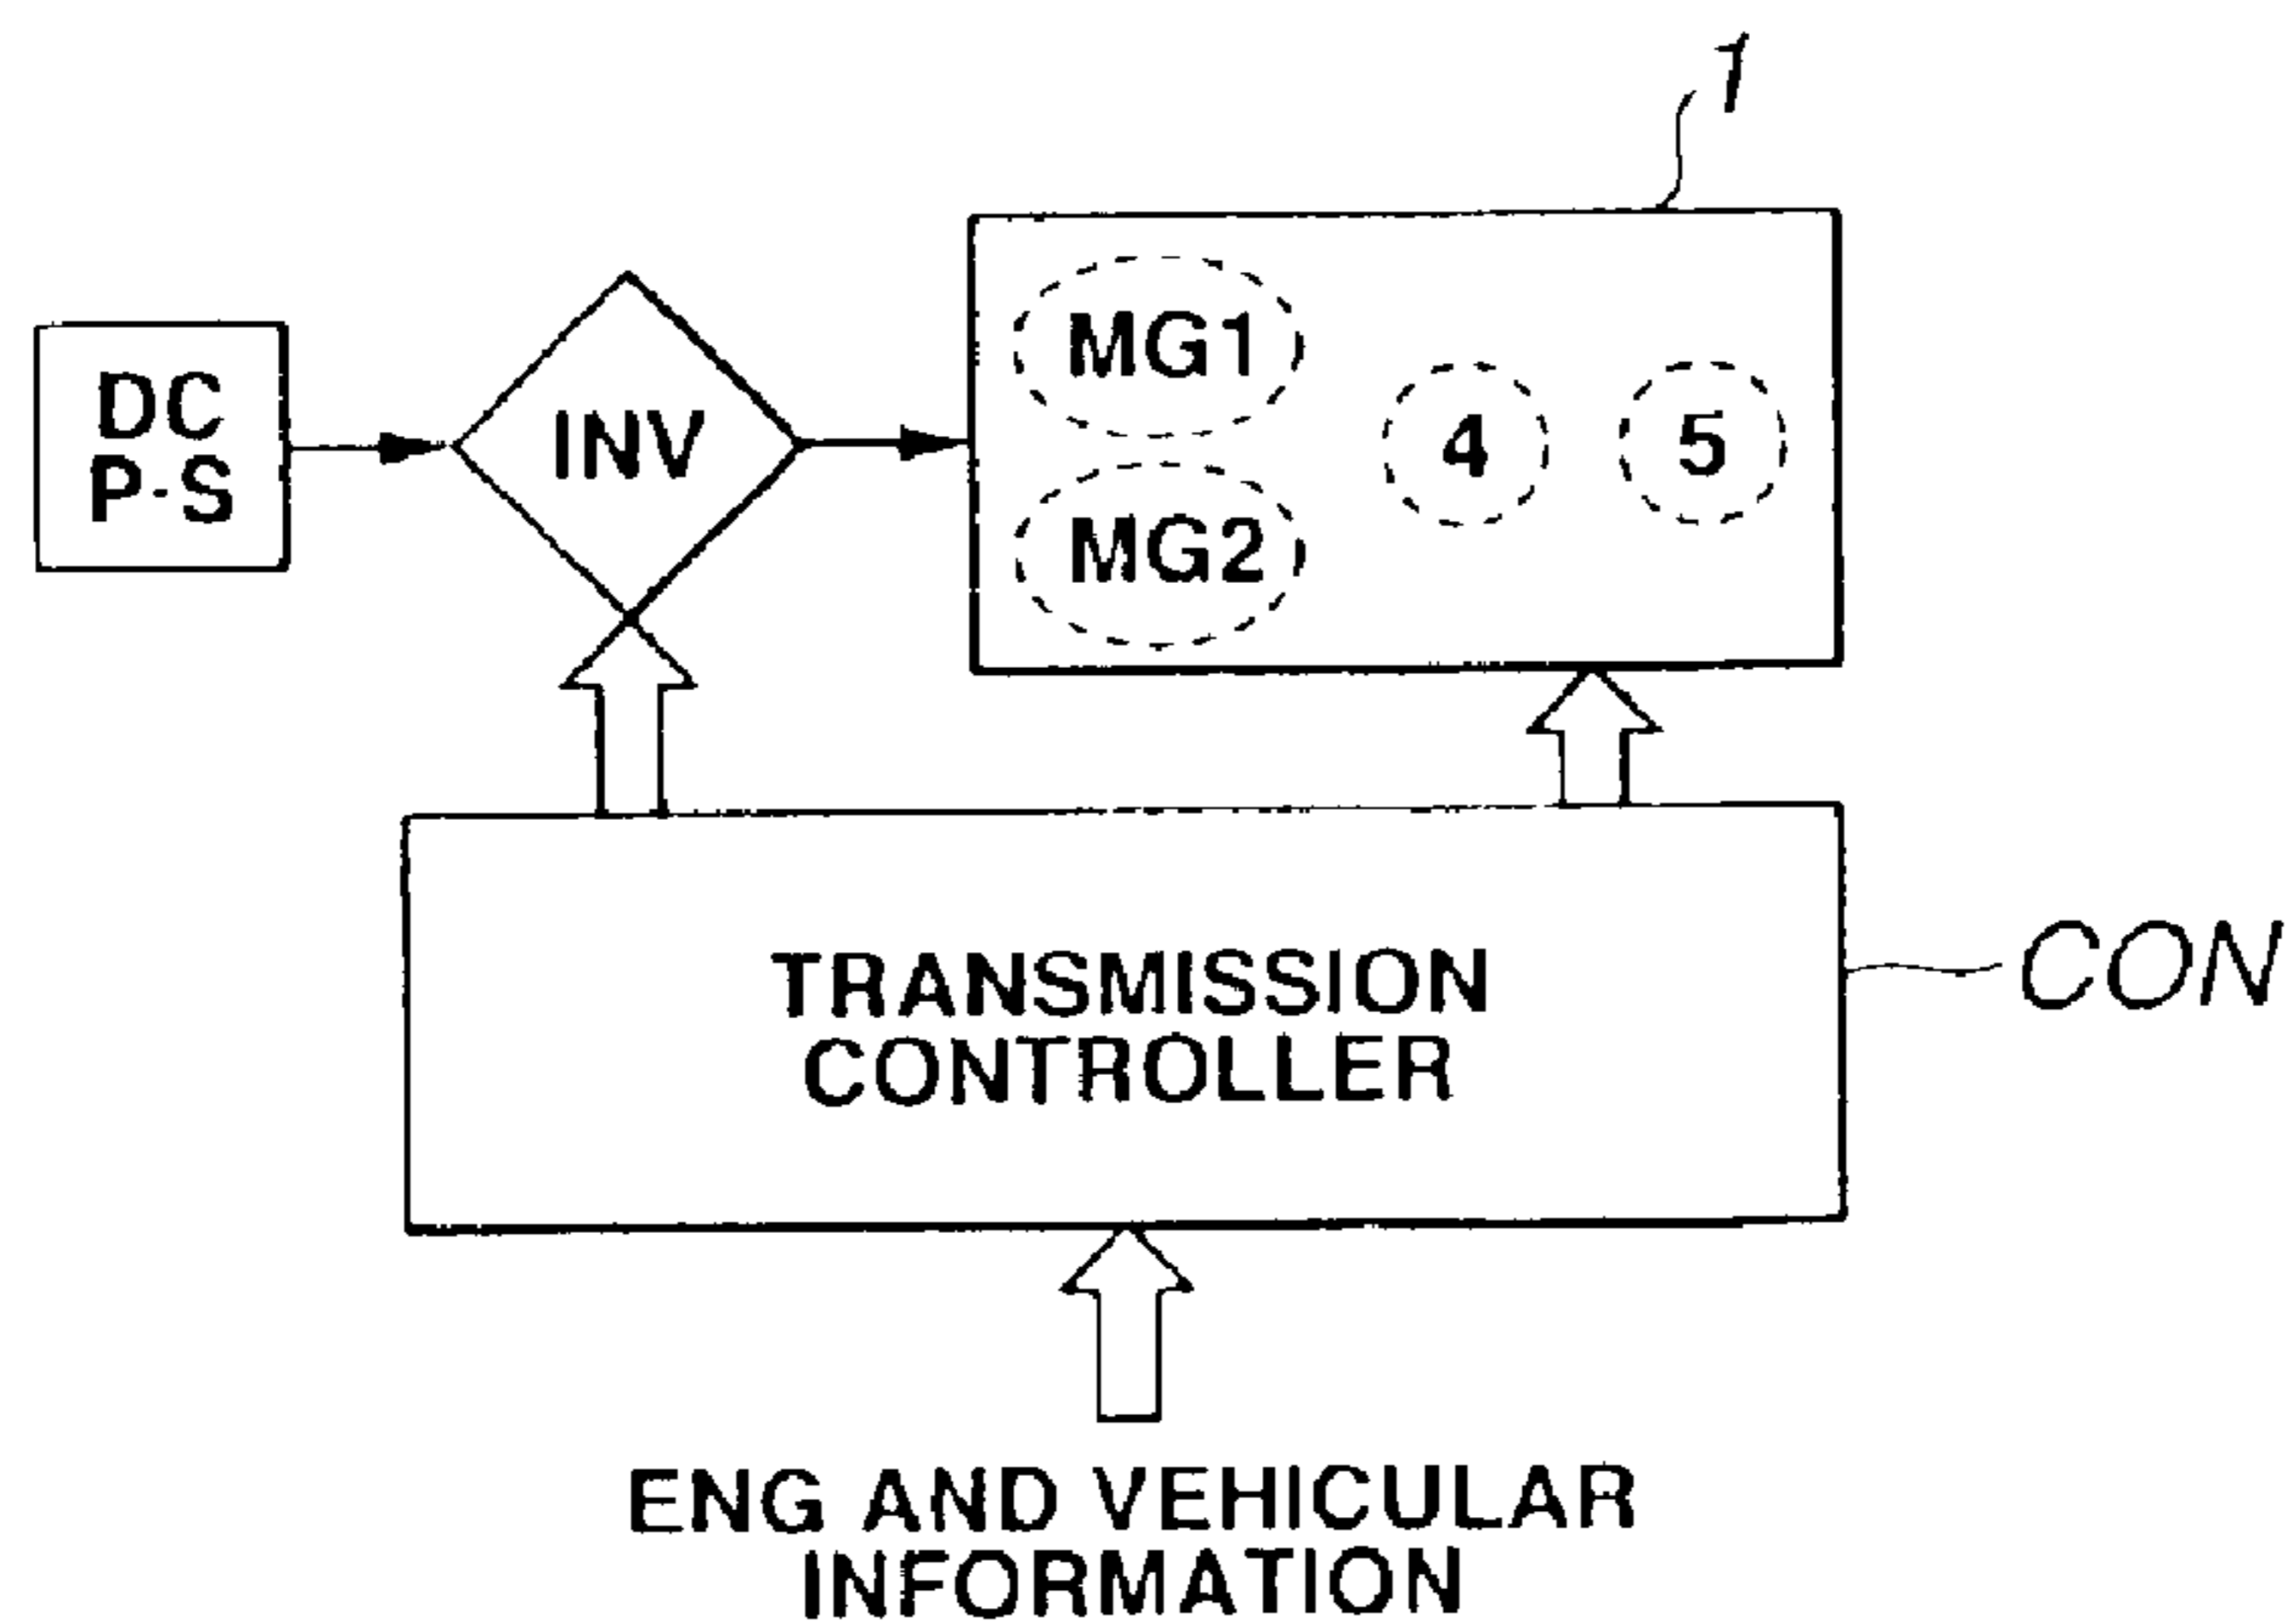 1
DC
P-S
INV
MG1
MG2
4
5
TRANSMISSION
CONTROLLER
CON
ENG AND VEHICULAR
INFORMATION